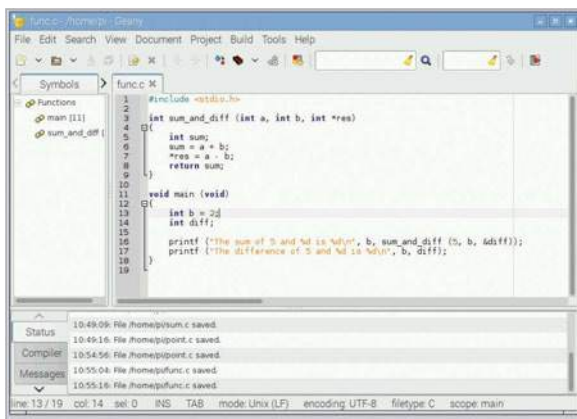 func.c - /home/pi - Geany
File Edit Search View Document Project Build Tools Help
Symbols
func.c
Functions
main [11]
sum_and_diff [
1 #include <stdio.h>
2
3 int sum_and_diff (int a, int b, int *res)
4 {
5 int sum;
6 sum = a + b;
7 *res = a - b;
8 return sum;
9 }
10
11 void main (void)
12 {
13 int b = 2;
14 int diff;
15
16 printf ("The sum of 5 and %d is %d\n", b, sum_and_diff (5, b, &diff));
17 printf ("The difference of 5 and %d is %d\n", b, diff);
18 }
19
Status
Compiler
Messages
10:49:09: File /home/pi/sum.c saved.
10:49:16: File /home/pi/point.c saved.
10:54:56: File /home/pi/point.c saved.
10:55:04: File /home/pi/func.c saved.
10:55:16: File /home/pi/func.c saved.
line: 13 / 19 col: 14 sel: 0 INS TAB mode: Unix (LF) encoding: UTF-8 filetype: C scope: main